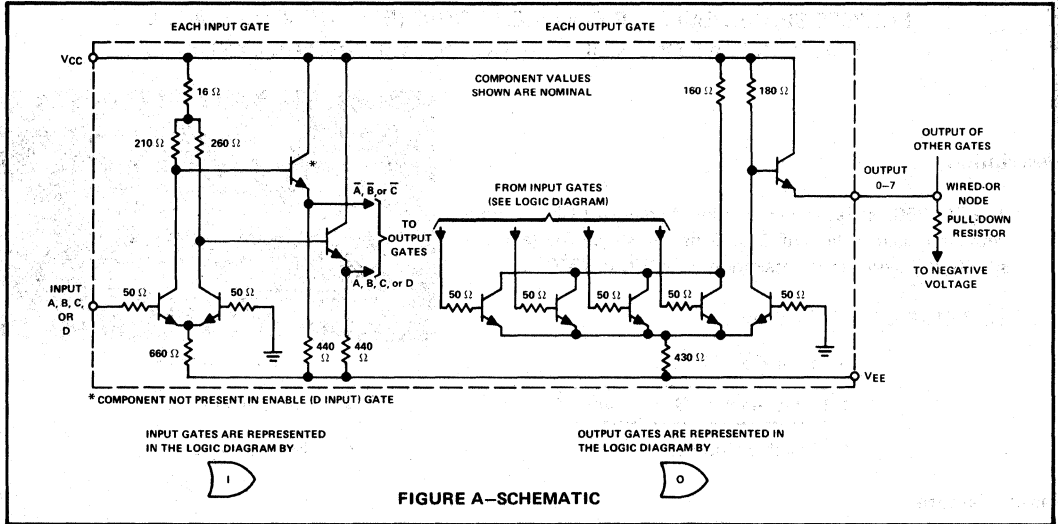 EACH INPUT GATE
EACH OUTPUT GATE
VCC
COMPONENT VALUES
SHOWN ARE NOMINAL
16 Ω
210 Ω
260 Ω
*
160 Ω
180 Ω
OUTPUT OF
OTHER GATES
OUTPUT
0–7
WIRED-OR
NODE
PULL-DOWN
RESISTOR
TO NEGATIVE
VOLTAGE
A̅, B̅, or C̅
TO
OUTPUT
GATES
A, B, C, or D
FROM INPUT GATES
(SEE LOGIC DIAGRAM)
INPUT
A, B, C,
OR
D
50 Ω
50 Ω
50 Ω
50 Ω
50 Ω
50 Ω
50 Ω
660 Ω
440
Ω
440
Ω
430 Ω
VEE
* COMPONENT NOT PRESENT IN ENABLE (D INPUT) GATE
INPUT GATES ARE REPRESENTED
IN THE LOGIC DIAGRAM BY
I
OUTPUT GATES ARE REPRESENTED IN
THE LOGIC DIAGRAM BY
O
FIGURE A–SCHEMATIC